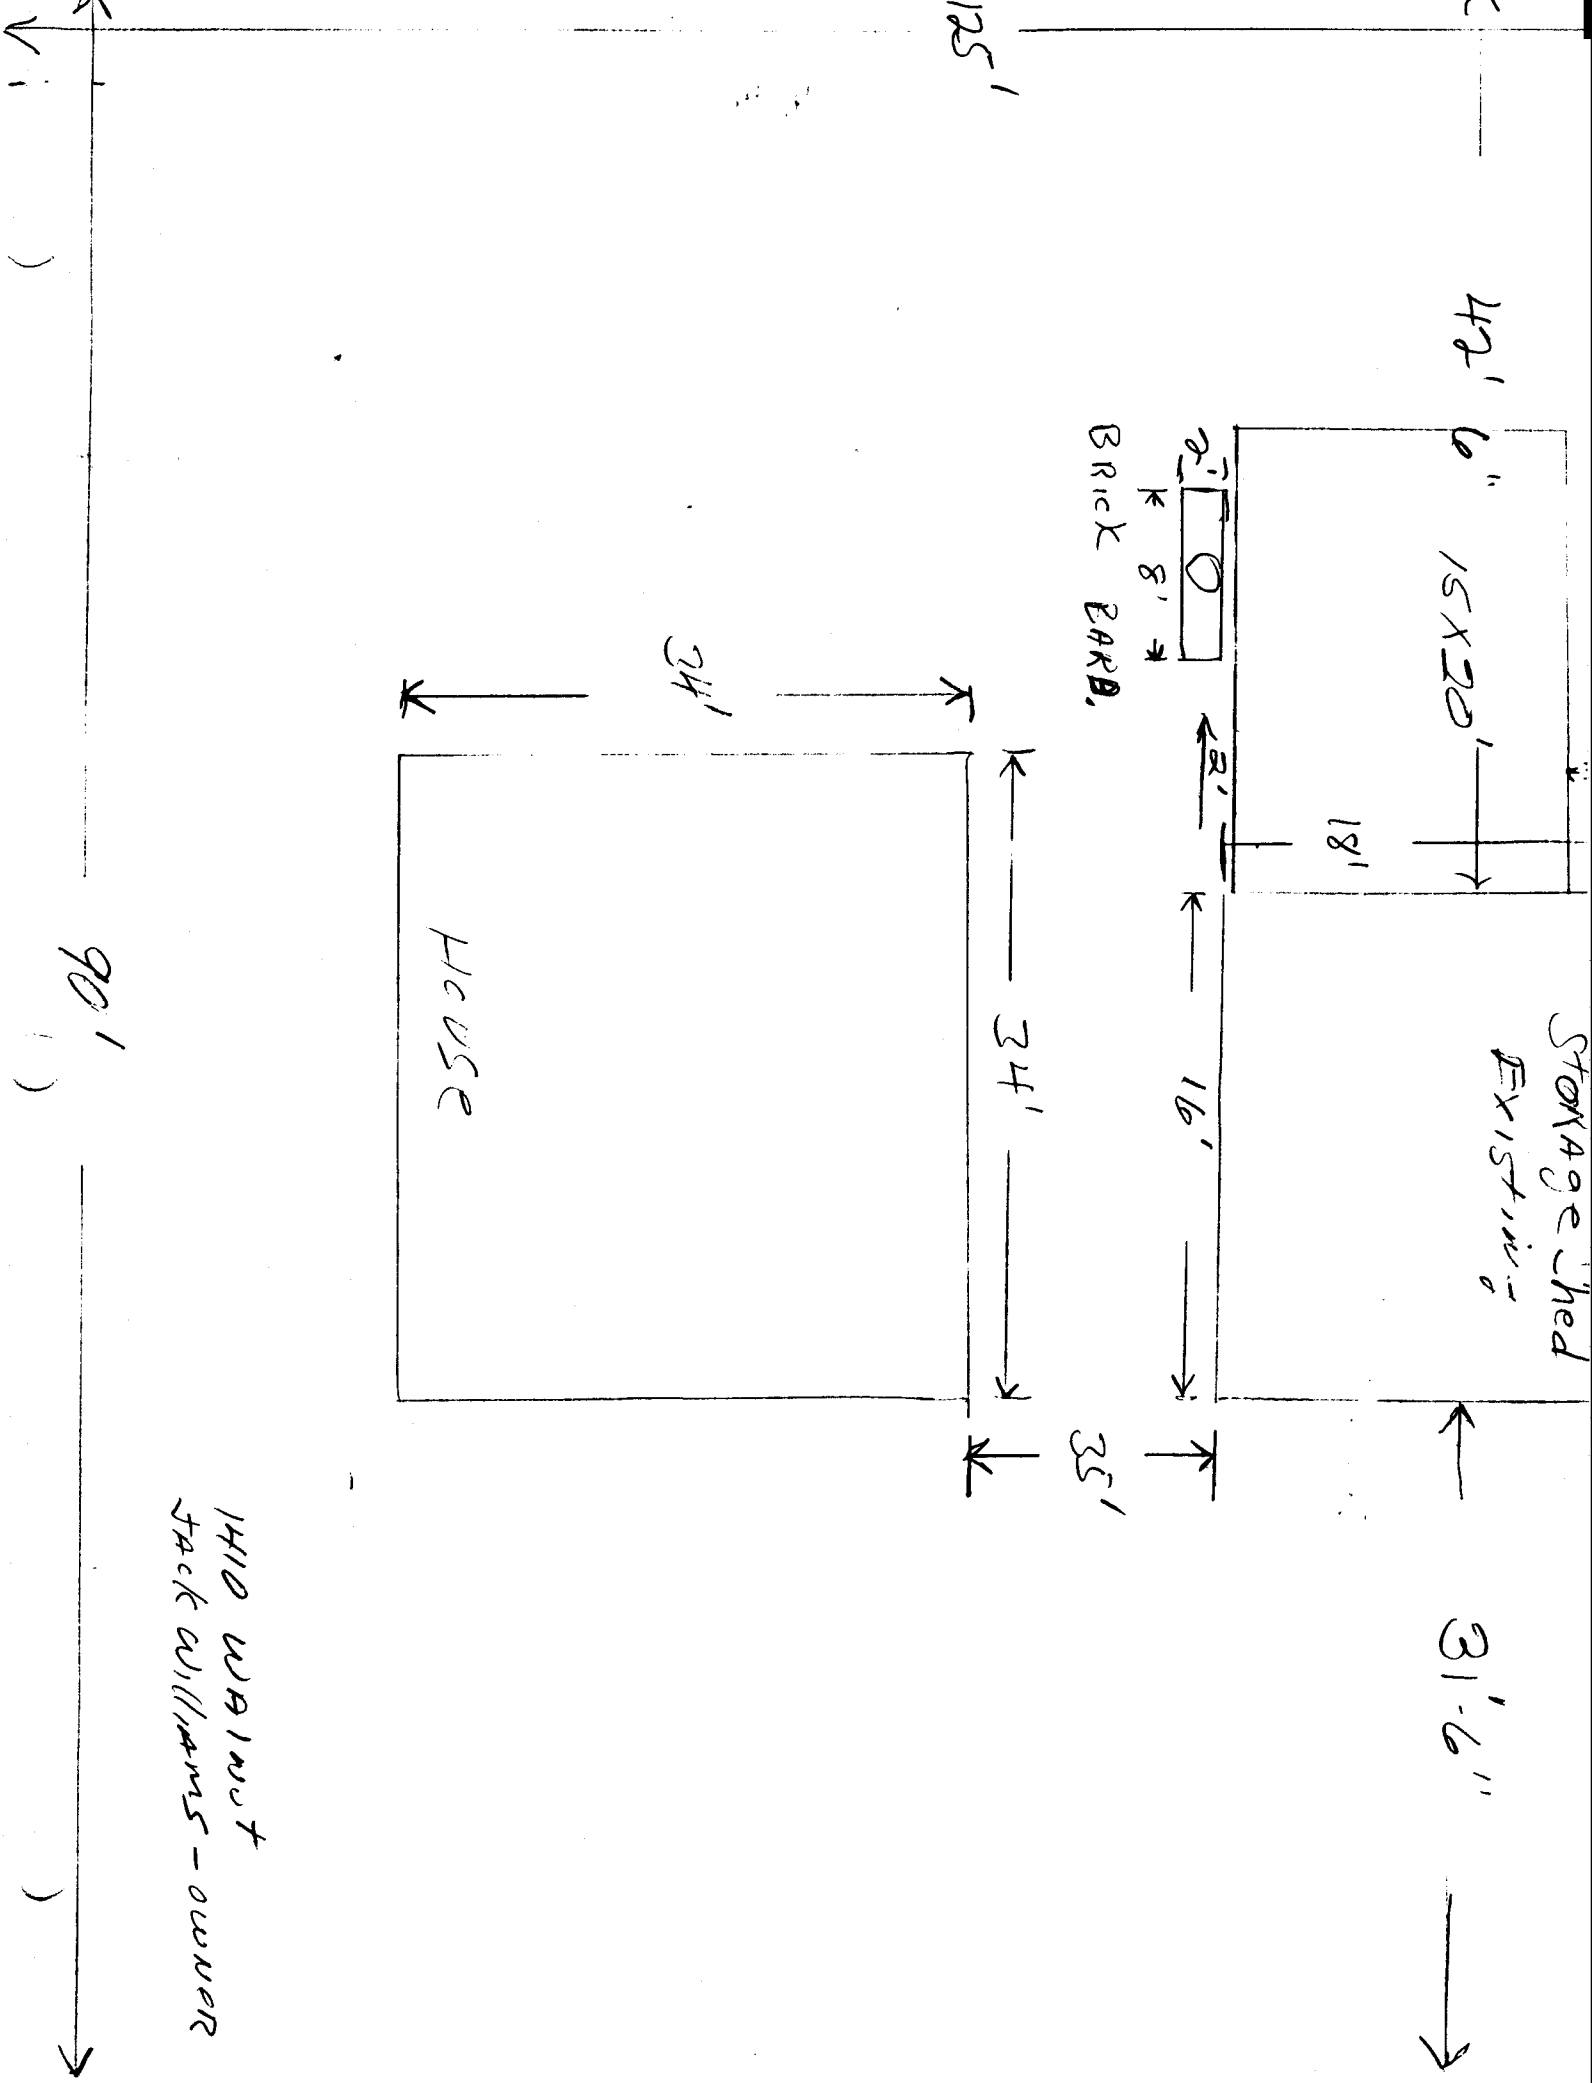 Storage Shed
Existing
42' 6"
15X20'
18'
31'-6"
2'
2'
8'
BRICK BARB.
16'
35'
125'
34'
34'
House
90'
1410 WAlnut
JACK WilliAMS - OWNER